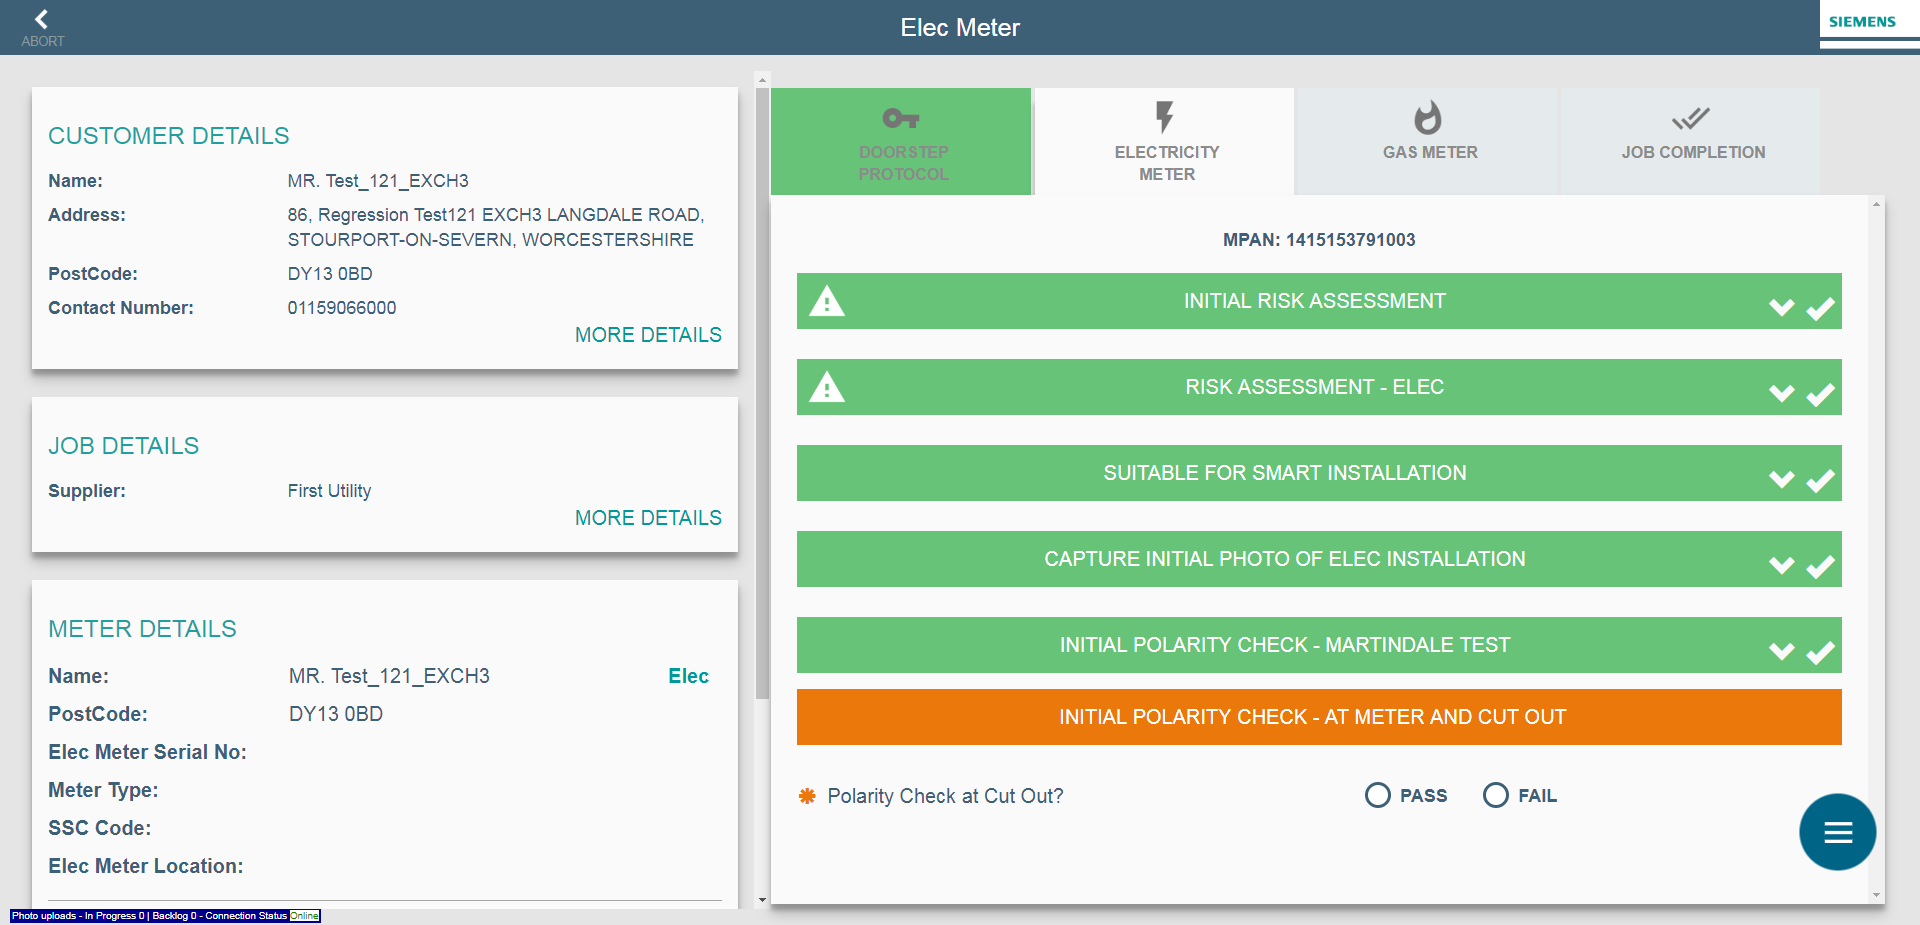 ABORT
Elec Meter
SIEMENS
CUSTOMER DETAILS
Name: MR. Test_121_EXCH3
Address: 86, Regression Test121 EXCH3 LANGDALE ROAD,
STOURPORT-ON-SEVERN, WORCESTERSHIRE
PostCode: DY13 0BD
Contact Number: 01159066000
MORE DETAILS
JOB DETAILS
Supplier: First Utility
MORE DETAILS
METER DETAILS
Name: MR. Test_121_EXCH3 Elec
PostCode: DY13 0BD
Elec Meter Serial No:
Meter Type:
SSC Code:
Elec Meter Location:
Photo uploads - In Progress 0 | Backlog 0 - Connection Status Online
DOORSTEP
PROTOCOL
ELECTRICITY
METER
GAS METER
JOB COMPLETION
MPAN: 1415153791003
INITIAL RISK ASSESSMENT
RISK ASSESSMENT - ELEC
SUITABLE FOR SMART INSTALLATION
CAPTURE INITIAL PHOTO OF ELEC INSTALLATION
INITIAL POLARITY CHECK - MARTINDALE TEST
INITIAL POLARITY CHECK - AT METER AND CUT OUT
Polarity Check at Cut Out? PASS FAIL